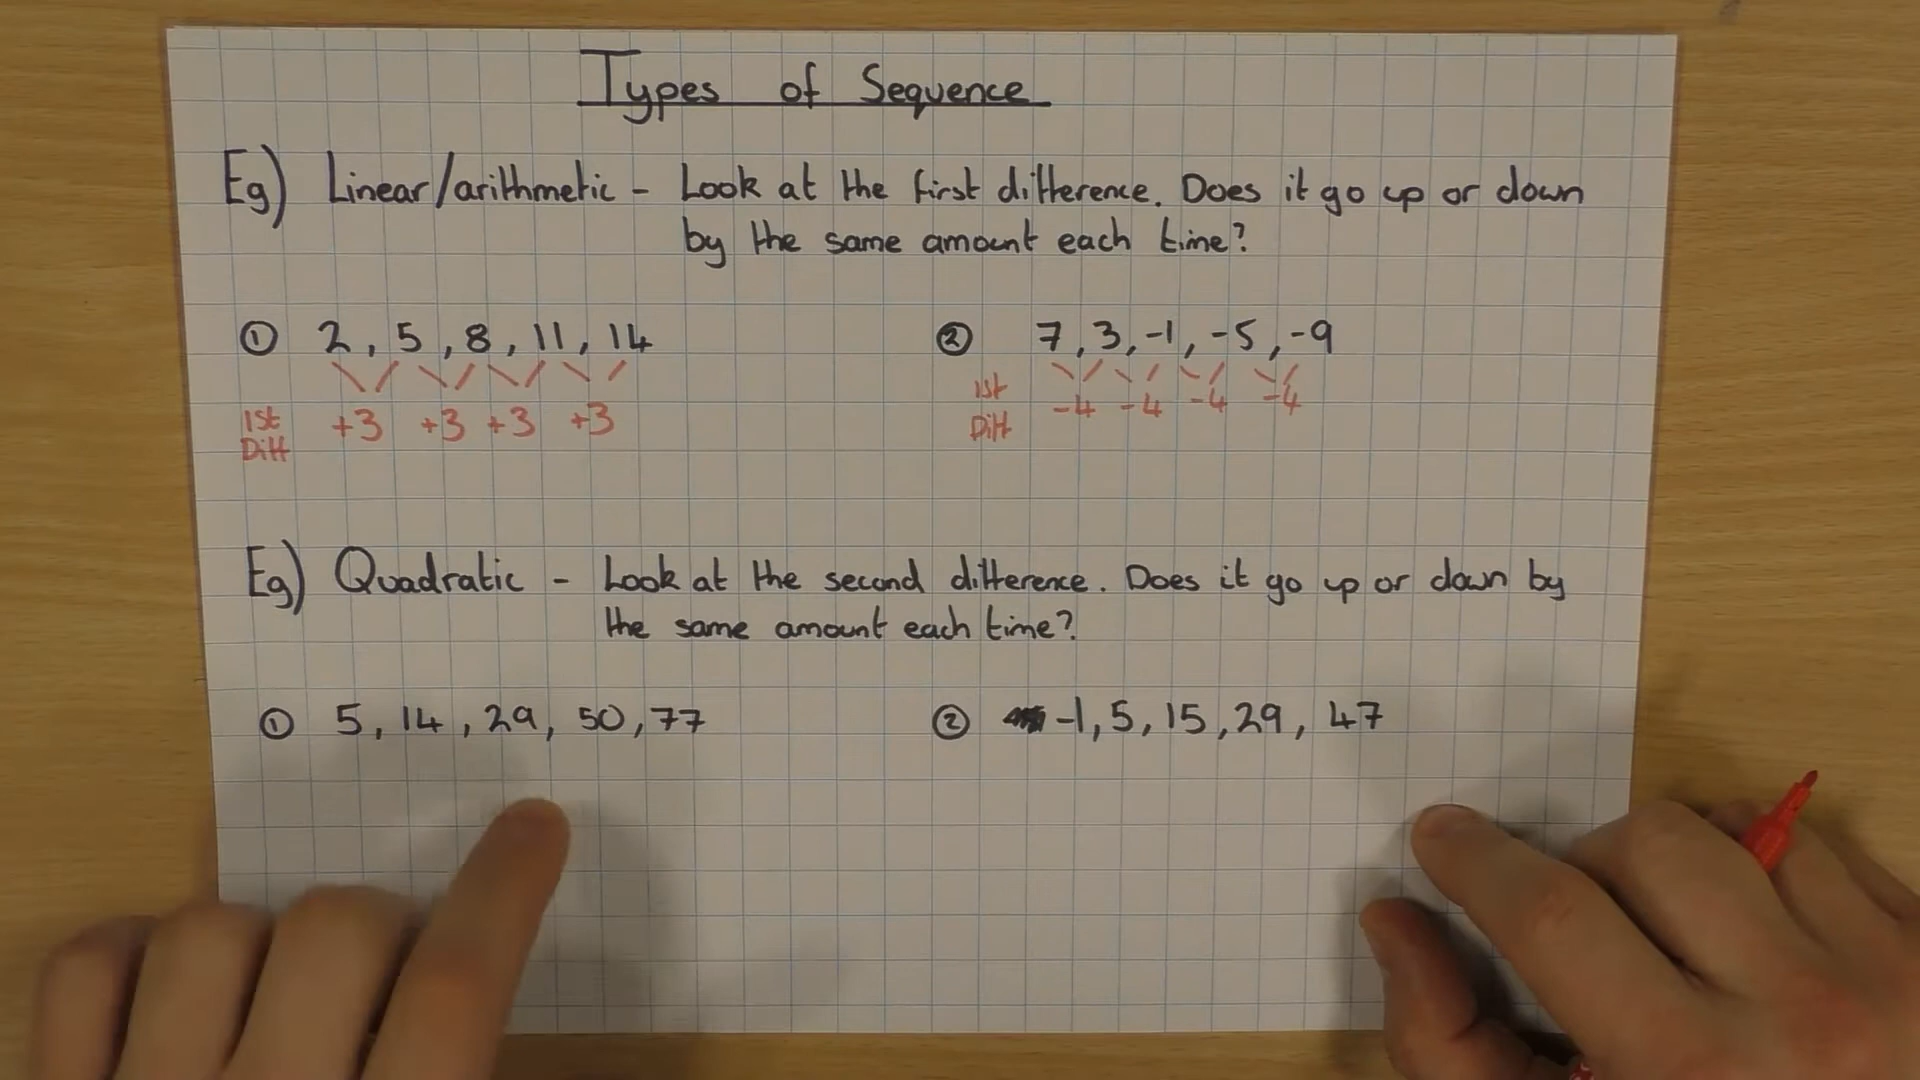 Types of Sequence
Eg) Linear/arithmetic - Look at the first difference. Does it go up or down
by the same amount each time?
① 2, 5, 8, 11, 14
1st Diff +3 +3 +3 +3
② 7, 3, -1, -5, -9
1st Diff -4 -4 -4 -4
Eg) Quadratic - Look at the second difference. Does it go up or down by
the same amount each time?
① 5, 14, 29, 50, 77
② -1, 5, 15, 29, 47